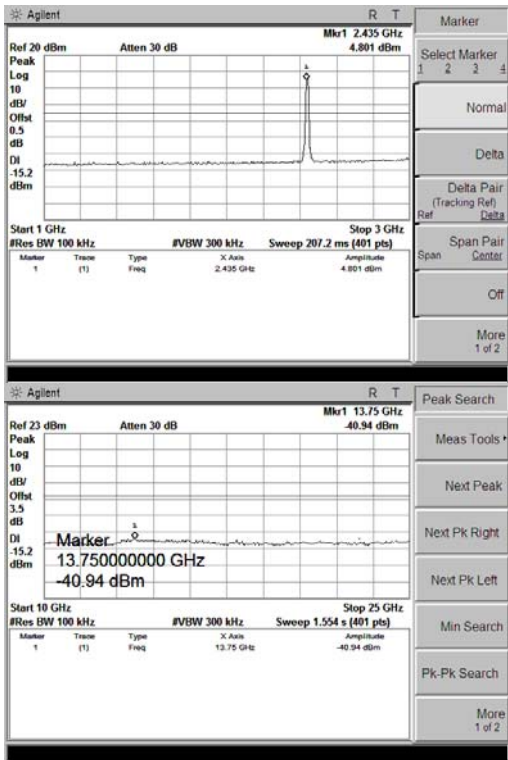 Agilent R T
Mkr1 2.435 GHz
Ref 20 dBm Atten 30 dB 4.801 dBm
Peak
Log
10
dB/
Offst
0.5
dB
DI
-15.2
dBm
1
Start 1 GHz Stop 3 GHz
#Res BW 100 kHz #VBW 300 kHz Sweep 207.2 ms (401 pts)
Marker Trace Type X Axis Amplitude
1 (1) Freq 2.435 GHz 4.801 dBm
Marker
Select Marker
1 2 3 4
Normal
Delta
Delta Pair
(Tracking Ref)
Ref Delta
Span Pair
Span Center
Off
More
1 of 2
Agilent R T
Mkr1 13.75 GHz
Ref 23 dBm Atten 30 dB -40.94 dBm
Peak
Log
10
dB/
Offst
3.5
dB
DI
-15.2
dBm
1
Marker
13.750000000 GHz
-40.94 dBm
Start 10 GHz Stop 25 GHz
#Res BW 100 kHz #VBW 300 kHz Sweep 1.554 s (401 pts)
Marker Trace Type X Axis Amplitude
1 (1) Freq 13.75 GHz -40.94 dBm
Peak Search
Meas Tools
Next Peak
Next Pk Right
Next Pk Left
Min Search
Pk-Pk Search
More
1 of 2